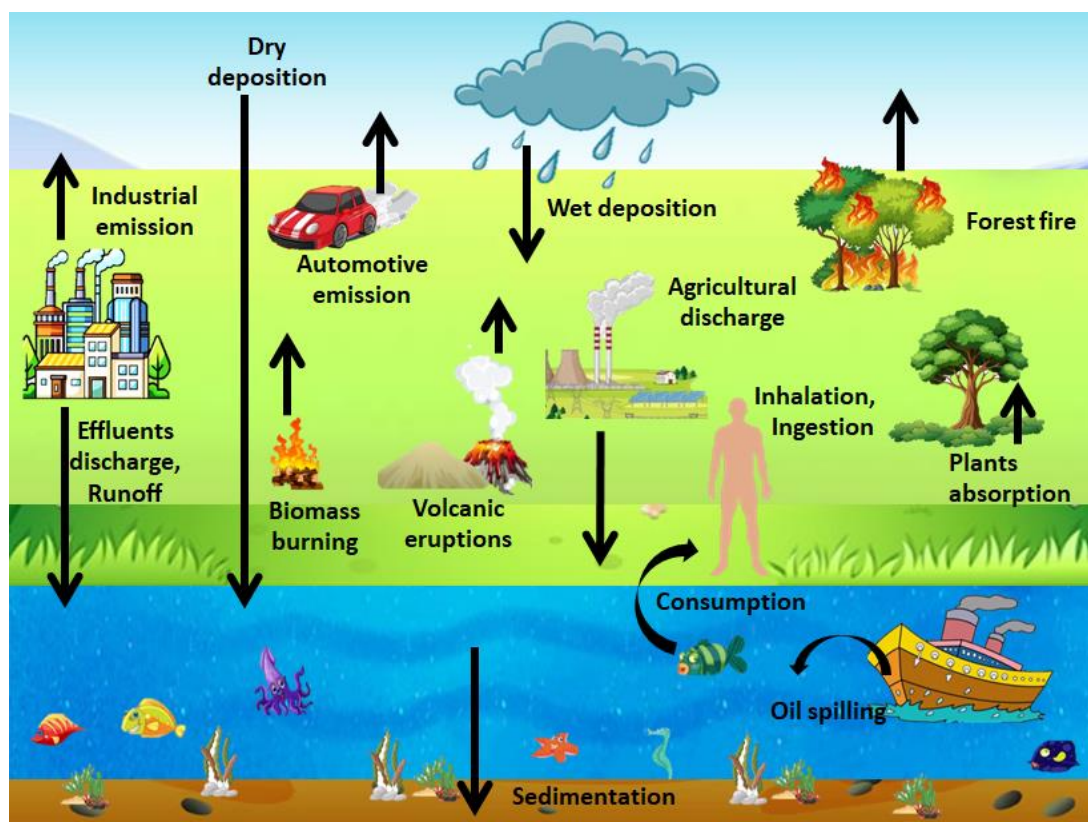 Dry
deposition
Industrial
emission
Wet deposition
Forest fire
Automotive
emission
Agricultural
discharge
Inhalation,
Ingestion
Effluents
discharge,
Runoff
Plants
absorption
Biomass
burning
Volcanic
eruptions
Consumption
Oil spilling
Sedimentation